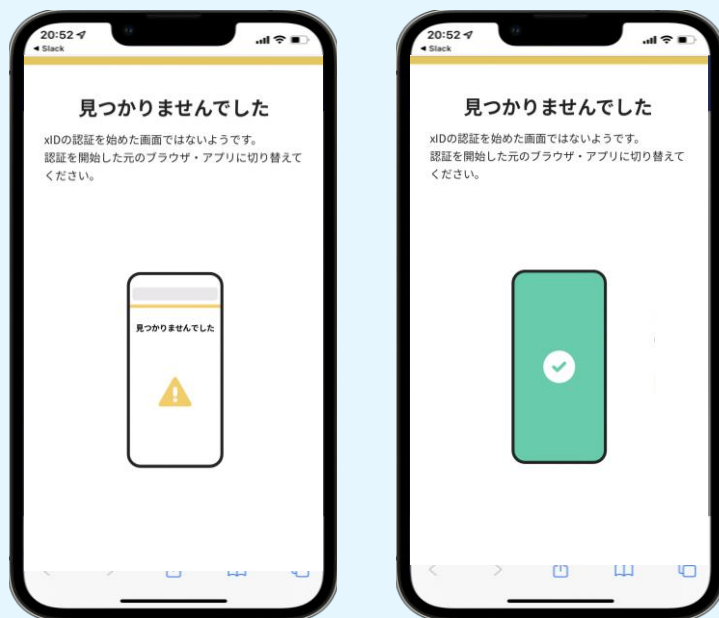 20:52
◀ Slack
見つかりませんでした
xIDの認証を始めた画面ではないようです。
認証を開始した元のブラウザ・アプリに切り替えて
ください。
見つかりませんでした
20:52
◀ Slack
見つかりませんでした
xIDの認証を始めた画面ではないようです。
認証を開始した元のブラウザ・アプリに切り替えて
ください。